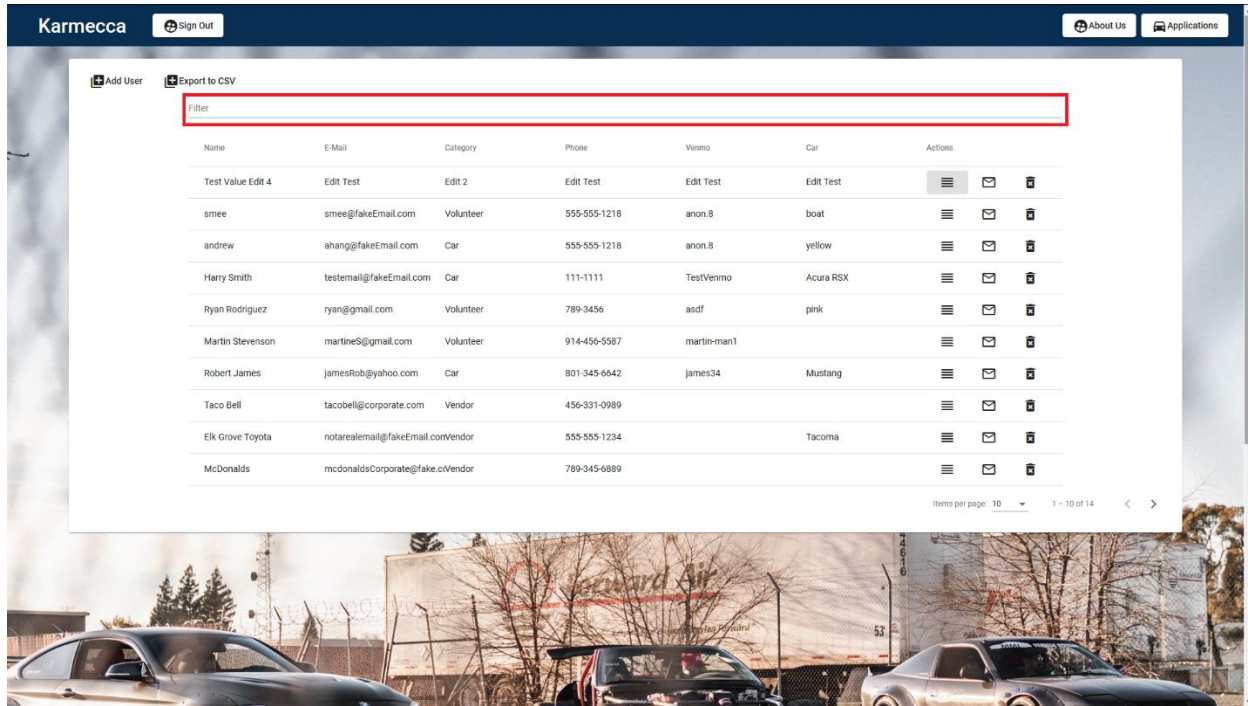 Karmecca Sign Out About Us Applications
Add User Export to CSV
Filter
Name E-Mail Category Phone Venmo Car Actions
Test Value Edit 4 Edit Test Edit 2 Edit Test Edit Test Edit Test
smee smee@fakeEmail.com Volunteer 555-555-1218 anon.8 boat
andrew ahang@fakeEmail.com Car 555-555-1218 anon.8 yellow
Harry Smith testemail@fakeEmail.com Car 111-1111 TestVenmo Acura RSX
Ryan Rodriguez ryan@gmail.com Volunteer 789-3456 asdf pink
Martin Stevenson martineS@gmail.com Volunteer 914-456-5587 martin-man1
Robert James jamesRob@yahoo.com Car 801-345-6642 james34 Mustang
Taco Bell tacobell@corporate.com Vendor 456-331-0989
Elk Grove Toyota notarealemail@fakeEmail.com Vendor 555-555-1234 Tacoma
McDonalds mcdonaldsCorporate@fake.co Vendor 789-345-6889
Items per page: 10 1 – 10 of 14
Forward Air
53'